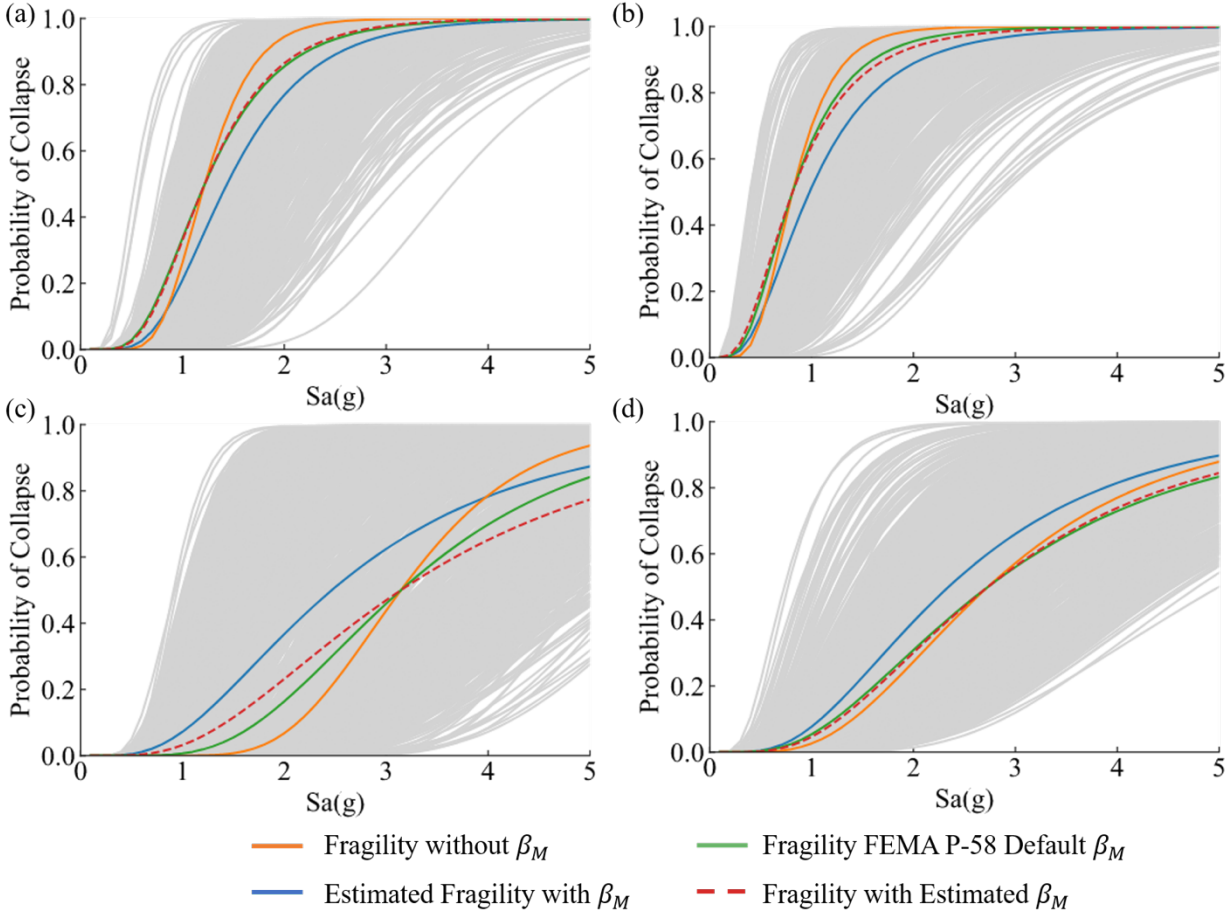 (a)
(b)
1.0
0.8
0.6
0.4
0.2
0.0
Probability of Collapse
0 1 2 3 4 5
Sa(g)
1.0
0.8
0.6
0.4
0.2
0.0
Probability of Collapse
0 1 2 3 4 5
Sa(g)
(c)
(d)
1.0
0.8
0.6
0.4
0.2
0.0
Probability of Collapse
0 1 2 3 4 5
Sa(g)
1.0
0.8
0.6
0.4
0.2
0.0
Probability of Collapse
0 1 2 3 4 5
Sa(g)
Fragility without β_M
Fragility FEMA P-58 Default β_M
Estimated Fragility with β_M
Fragility with Estimated β_M